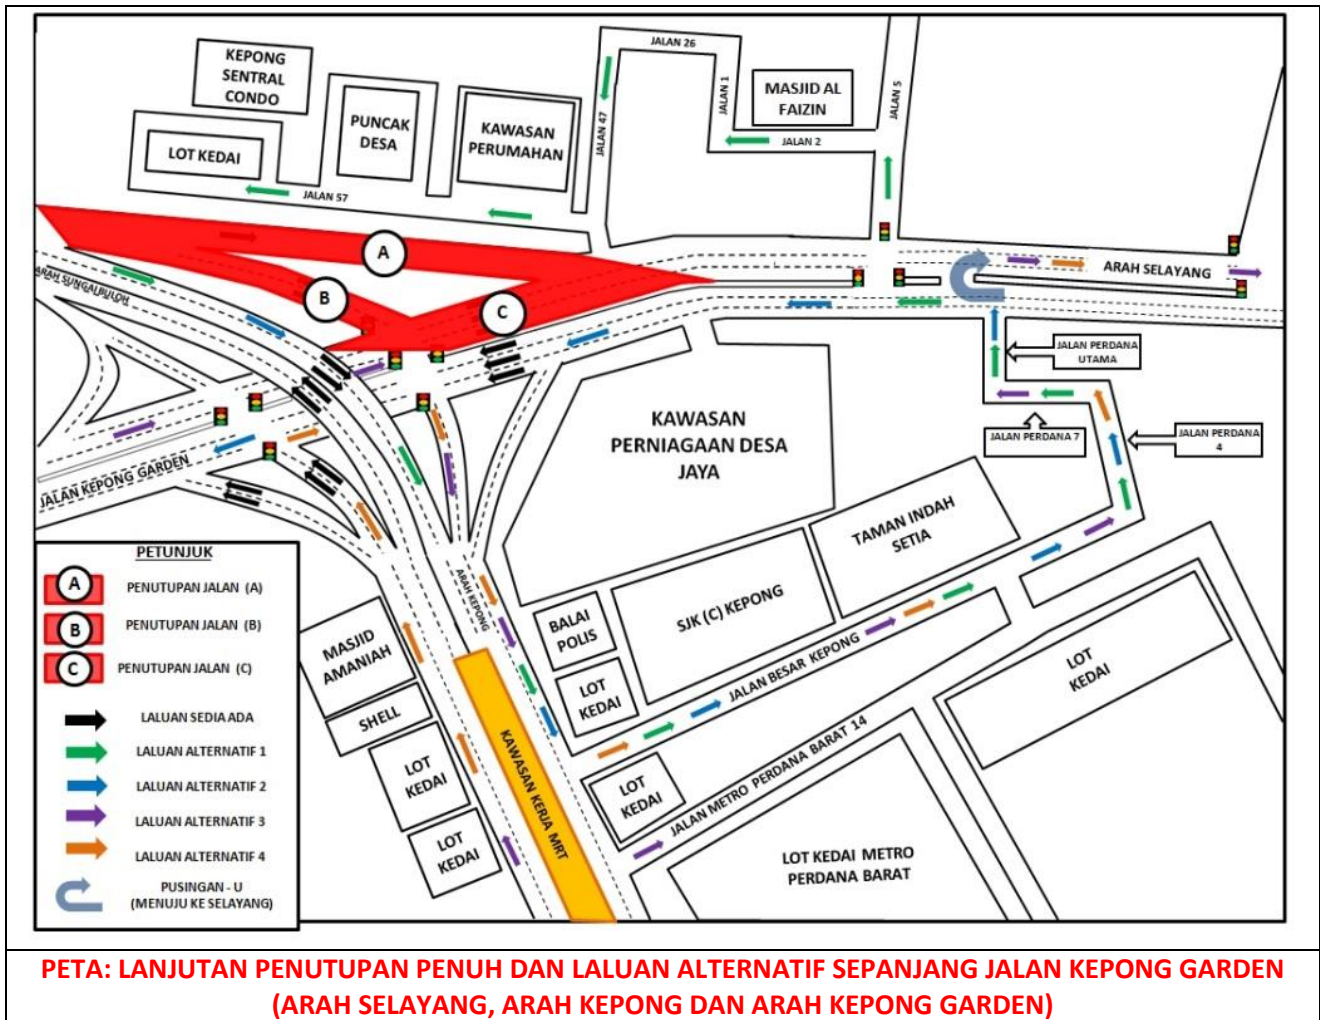 KEPONG
SENTRAL
CONDO
LOT KEDAI
PUNCAK
DESA
KAWASAN
PERUMAHAN
JALAN 57
JALAN 47
JALAN 26
JALAN 1
MASJID AL
FAIZIN
JALAN 2
JALAN 5
A
B
C
ARAH SUNGAI BULOH
ARAH SELAYANG
JALAN PERDANA
UTAMA
JALAN PERDANA 7
JALAN PERDANA
4
KAWASAN
PERNIAGAAN DESA
JAYA
JALAN KEPONG GARDEN
TAMAN INDAH
SETIA
SJK (C) KEPONG
BALAI
POLIS
LOT
KEDAI
ARAH KEPONG
JALAN BESAR KEPONG
LOT
KEDAI
MASJID
AMANIAH
SHELL
LOT
KEDAI
LOT
KEDAI
KAWASAN KERJA MRT
LOT
KEDAI
JALAN METRO PERDANA BARAT 14
LOT KEDAI METRO
PERDANA BARAT
PETUNJUK
A PENUTUPAN JALAN (A)
B PENUTUPAN JALAN (B)
C PENUTUPAN JALAN (C)
LALUAN SEDIA ADA
LALUAN ALTERNATIF 1
LALUAN ALTERNATIF 2
LALUAN ALTERNATIF 3
LALUAN ALTERNATIF 4
PUSINGAN - U
(MENUJU KE SELAYANG)
PETA: LANJUTAN PENUTUPAN PENUH DAN LALUAN ALTERNATIF SEPANJANG JALAN KEPONG GARDEN
(ARAH SELAYANG, ARAH KEPONG DAN ARAH KEPONG GARDEN)